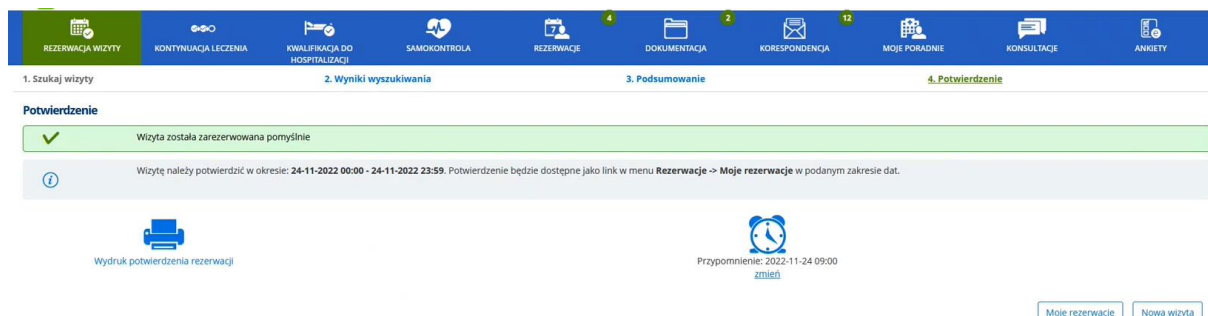 4 2 12
REZERWACJA WIZYTY KONTYNUACJA LECZENIA KWALIFIKACJA DO SAMOKONTROLA REZERWACJE DOKUMENTACJA KORESPONDENCJA MOJE PORADNIE KONSULTACJE ANKIETY
HOSPITALIZACJI
1. Szukaj wizyty 2. Wyniki wyszukiwania 3. Podsumowanie 4. Potwierdzenie
Potwierdzenie
Wizyta została zarezerwowana pomyślnie
Wizytę należy potwierdzić w okresie: 24-11-2022 00:00 - 24-11-2022 23:59. Potwierdzenie będzie dostępne jako link w menu Rezerwacje -> Moje rezerwacje w podanym zakresie dat.
Wydruk potwierdzenia rezerwacji Przypomnienie: 2022-11-24 09:00
zmień
Moje rezerwacje Nowa wizyta